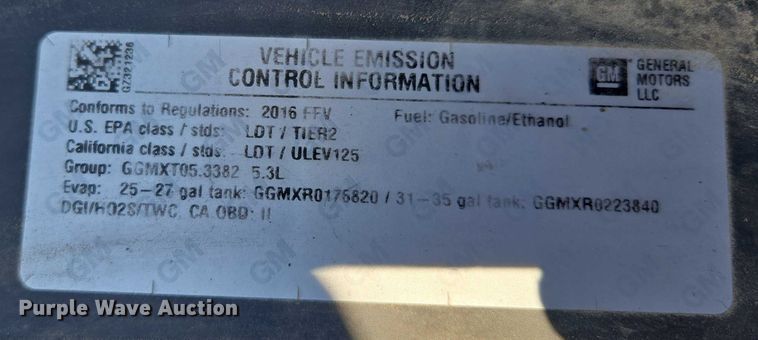 VEHICLE EMISSION
CONTROL INFORMATION
GM
GENERAL
MOTORS
LLC
GZ321236
Conforms to Regulations: 2016 FFV Fuel: Gasoline/Ethanol
U.S. EPA class / stds: LDT / TIER2
California class / stds: LDT / ULEV125
Group: GGMXT05.3382 5.3L
Evap: 25-27 gal tank: GGMXR0176820 / 31-35 gal tank: GGMXR0223840
DGI/HO2S/TWC, CA OBD: II
Purple Wave Auction